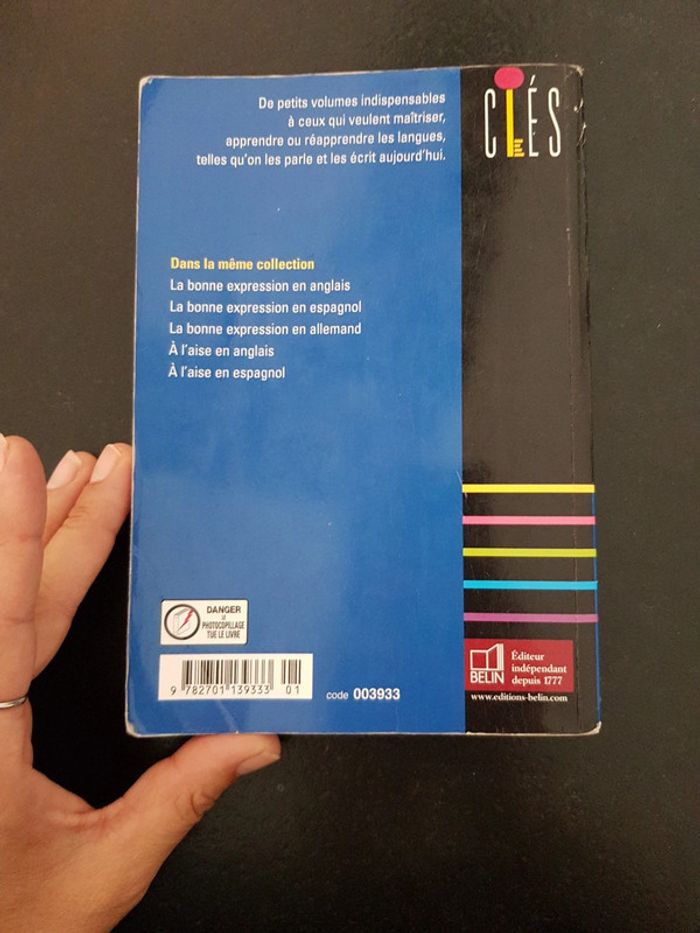 CLÉS
De petits volumes indispensables
à ceux qui veulent maîtriser,
apprendre ou réapprendre les langues,
telles qu'on les parle et les écrit aujourd'hui.
Dans la même collection
La bonne expression en anglais
La bonne expression en espagnol
La bonne expression en allemand
À l'aise en anglais
À l'aise en espagnol
DANGER
LE
PHOTOCOPILLAGE
TUE LE LIVRE
9 782701 139333 01
code 003933
BELIN
Éditeur
indépendant
depuis 1777
www.editions-belin.com